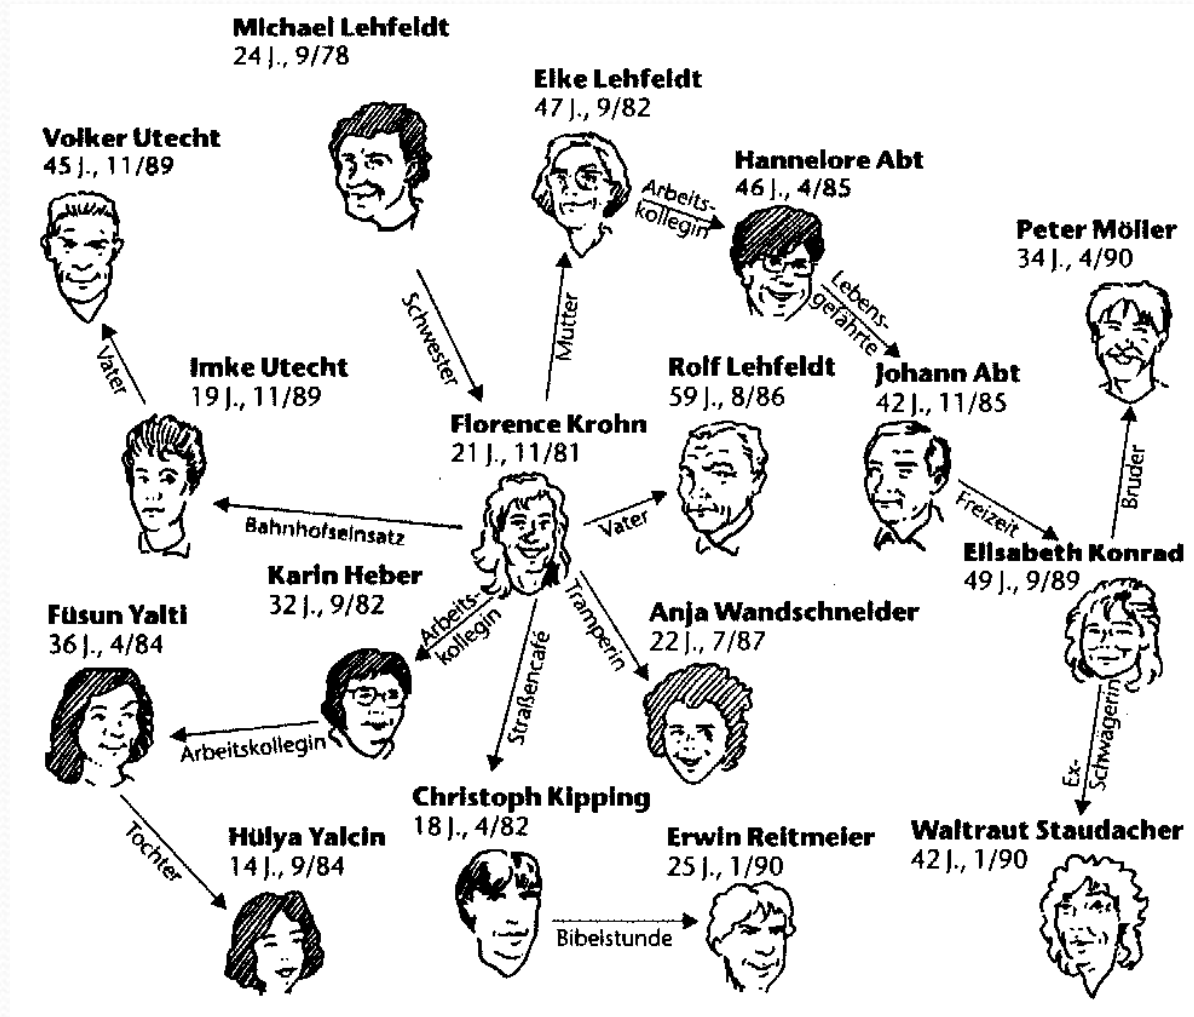 Michael Lehfeldt
24 J., 9/78
Elke Lehfeldt
47 J., 9/82
Volker Utecht
45 J., 11/89
Hannelore Abt
46 J., 4/85
Arbeits-
kollegin
Peter Möller
34 J., 4/90
Lebens-
gefährte
Schwester
Mutter
Vater
Imke Utecht
19 J., 11/89
Rolf Lehfeldt
59 J., 8/86
Johann Abt
42 J., 11/85
Florence Krohn
21 J., 11/81
Bruder
Freizeit
Bahnhofseinsatz
Vater
Elisabeth Konrad
49 J., 9/89
Karin Heber
32 J., 9/82
Arbeits-
kollegin
Tramperin
Füsun Yalti
36 J., 4/84
Anja Wandschneider
22 J., 7/87
Straßencafé
Arbeitskollegin
Ex-
Schwägerin
Christoph Kipping
18 J., 4/82
Tochter
Hülya Yalcin
14 J., 9/84
Erwin Reitmeier
25 J., 1/90
Waltraut Staudacher
42 J., 1/90
Bibelstunde